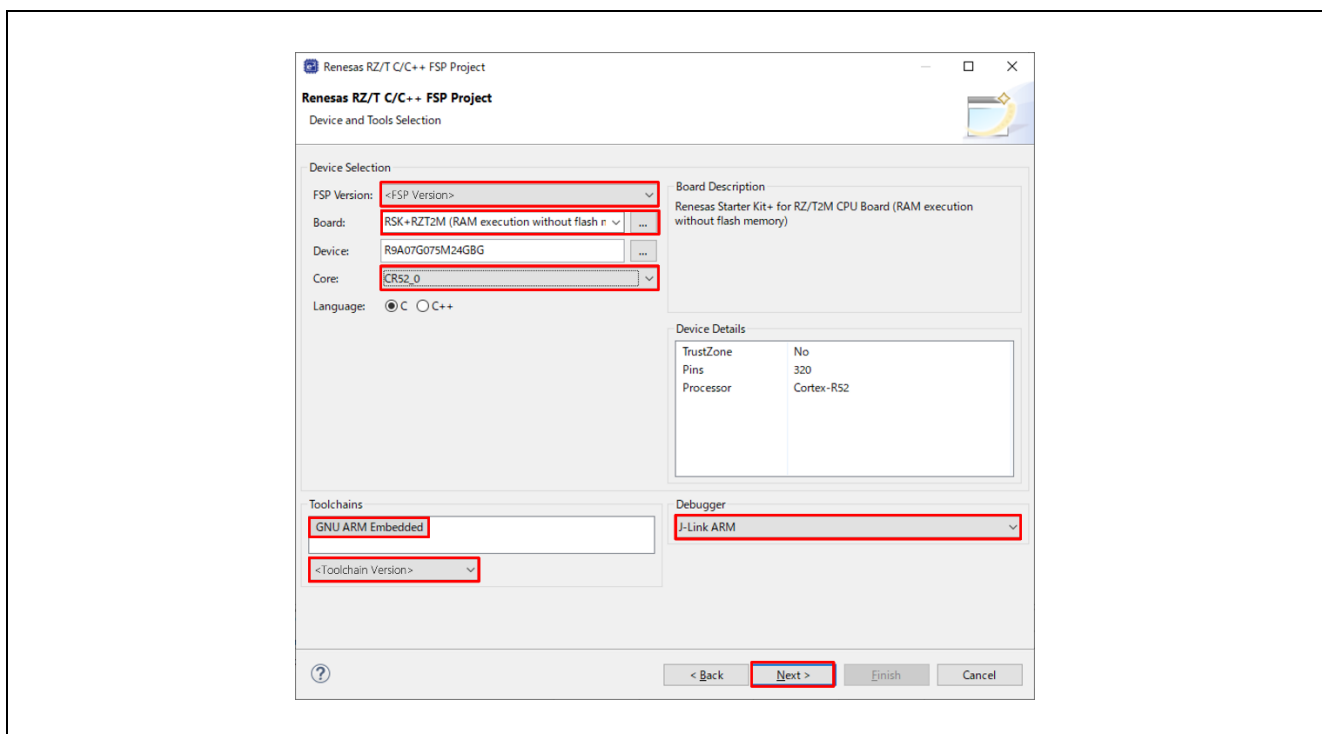 Renesas RZ/T C/C++ FSP Project
Renesas RZ/T C/C++ FSP Project
Device and Tools Selection
Device Selection
FSP Version: <FSP Version>
Board: RSK+RZT2M (RAM execution without flash r ...
Device: R9A07G075M24GBG ...
Core: CR52_0
Language: C C++
Board Description
Renesas Starter Kit+ for RZ/T2M CPU Board (RAM execution
without flash memory)
Device Details
TrustZone No
Pins 320
Processor Cortex-R52
Toolchains
GNU ARM Embedded
<Toolchain Version>
Debugger
J-Link ARM
? < Back Next > Finish Cancel